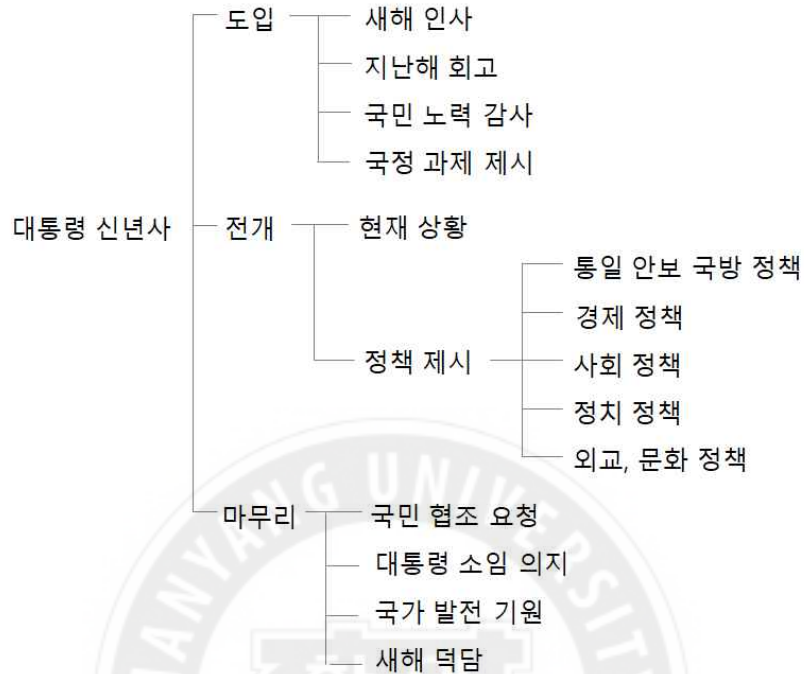 도입
새해 인사
지난해 회고
국민 노력 감사
국정 과제 제시
대통령 신년사
전개
현재 상황
정책 제시
통일 안보 국방 정책
경제 정책
사회 정책
정치 정책
외교, 문화 정책
마무리
국민 협조 요청
대통령 소임 의지
국가 발전 기원
새해 덕담
ANYANG UNIVERSIT